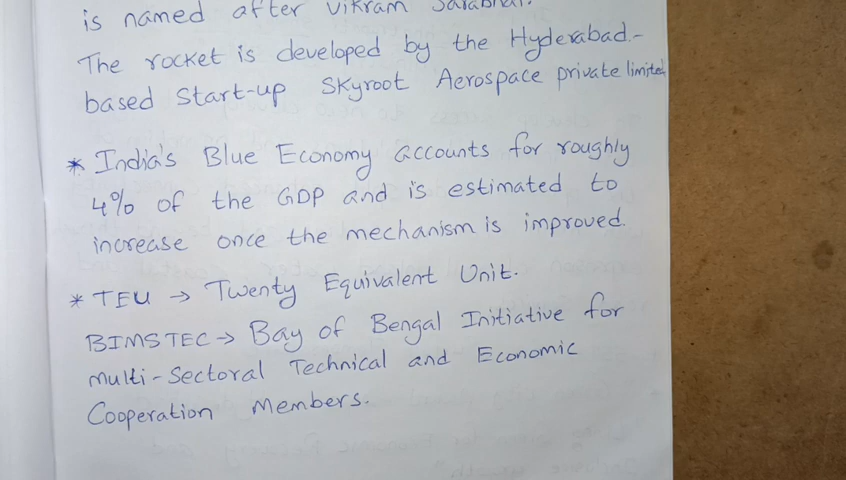 is named after Vikram Sarabhai.
The rocket is developed by the Hyderabad-
based Start-up Skyroot Aerospace private limited
* India's Blue Economy accounts for roughly
4% of the GDP and is estimated to
increase once the mechanism is improved.
* TEU → Twenty Equivalent Unit.
BIMSTEC → Bay of Bengal Initiative for
multi-Sectoral Technical and Economic
Cooperation Members.